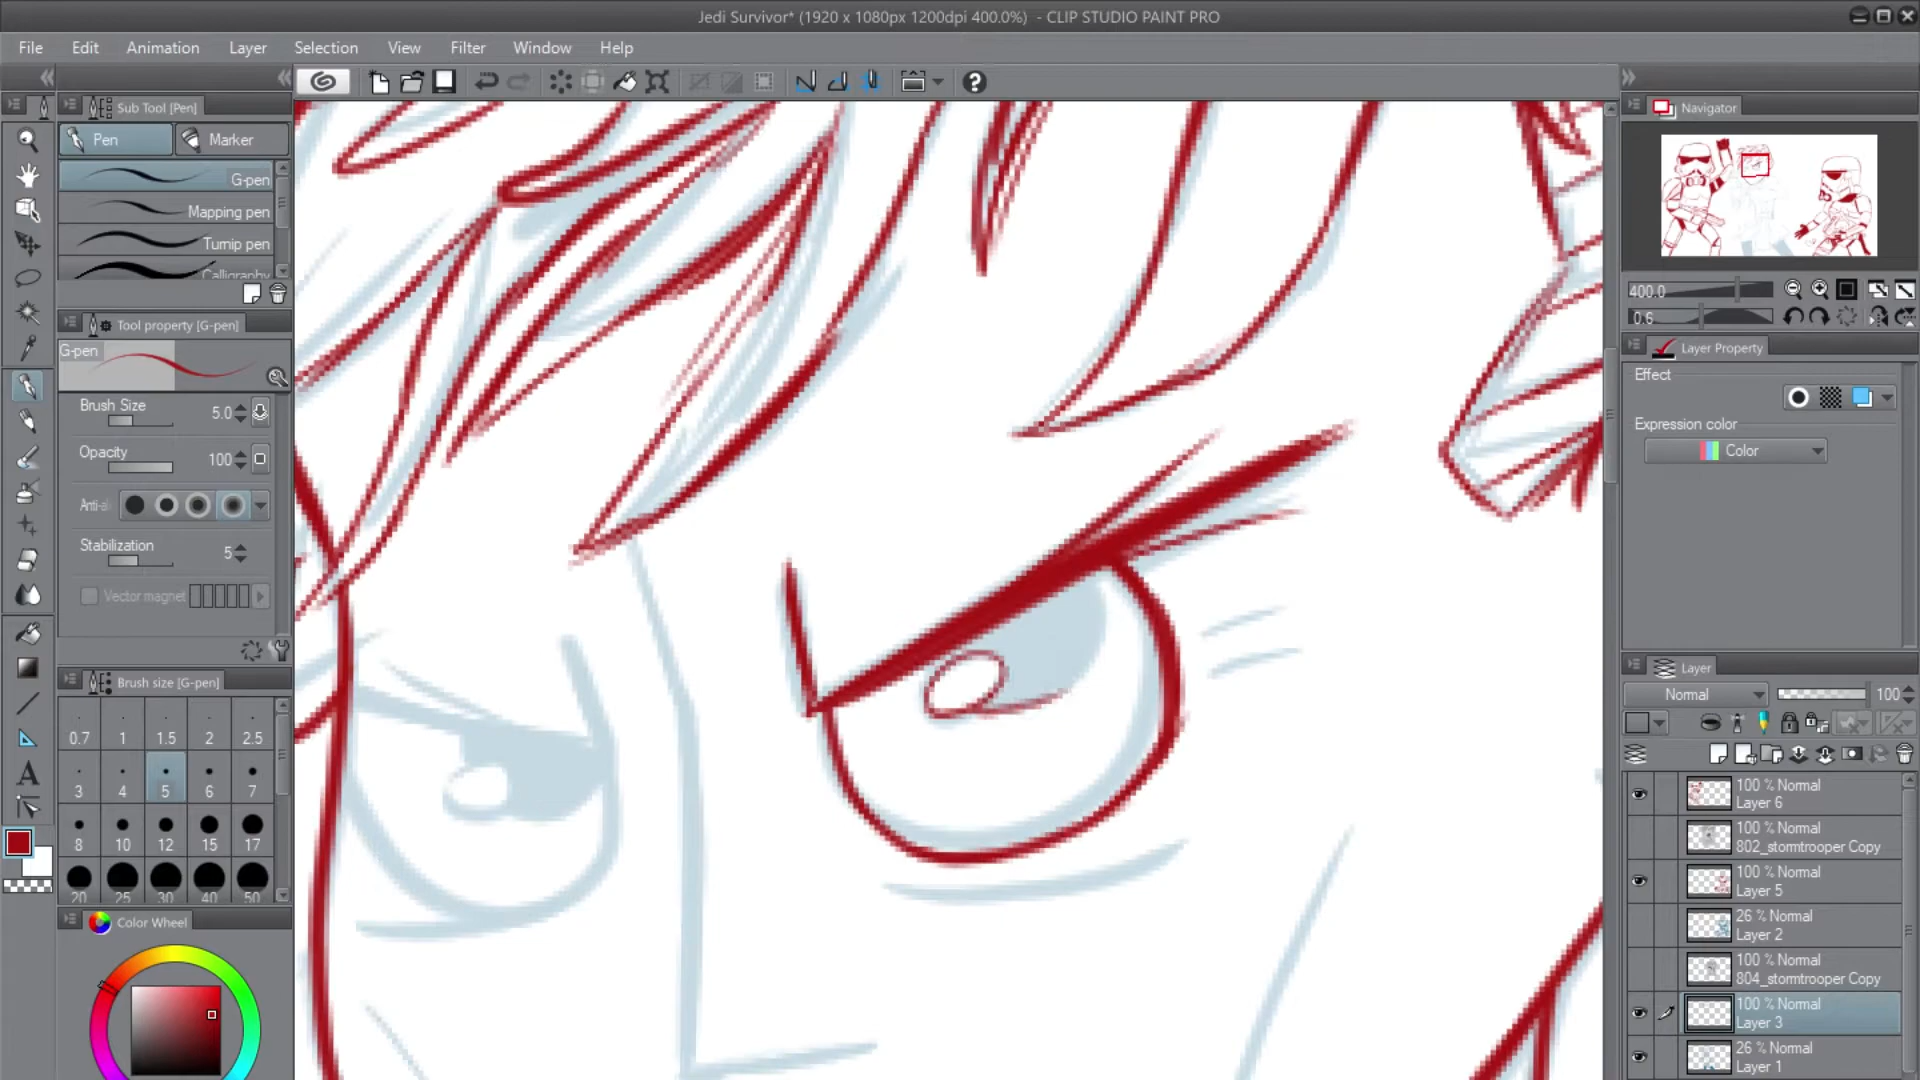 Jedi Survivor* (1920 x 1080px 1200dpi 400.0%) - CLIP STUDIO PAINT PRO
File Edit Animation Layer Selection View Filter Window Help
Sub Tool [Pen]
Pen Marker
G-pen
Mapping pen
Turnip pen
Calligraphy
Tool property [G-pen]
G-pen
Brush Size 5.0
Opacity 100
Anti-al
Stabilization 5
Vector magnet
Brush size [G-pen]
0.7 1 1.5 2 2.5
3 4 5 6 7
8 10 12 15 17
20 25 30 40 50
Color Wheel
Navigator
400.0
0.6
Layer Property
Effect
Expression color
Color
Layer
Normal 100
100 % Normal
Layer 6
100 % Normal
802_stormtrooper Copy
100 % Normal
Layer 5
26 % Normal
Layer 2
100 % Normal
804_stormtrooper Copy
100 % Normal
Layer 3
26 % Normal
Layer 1